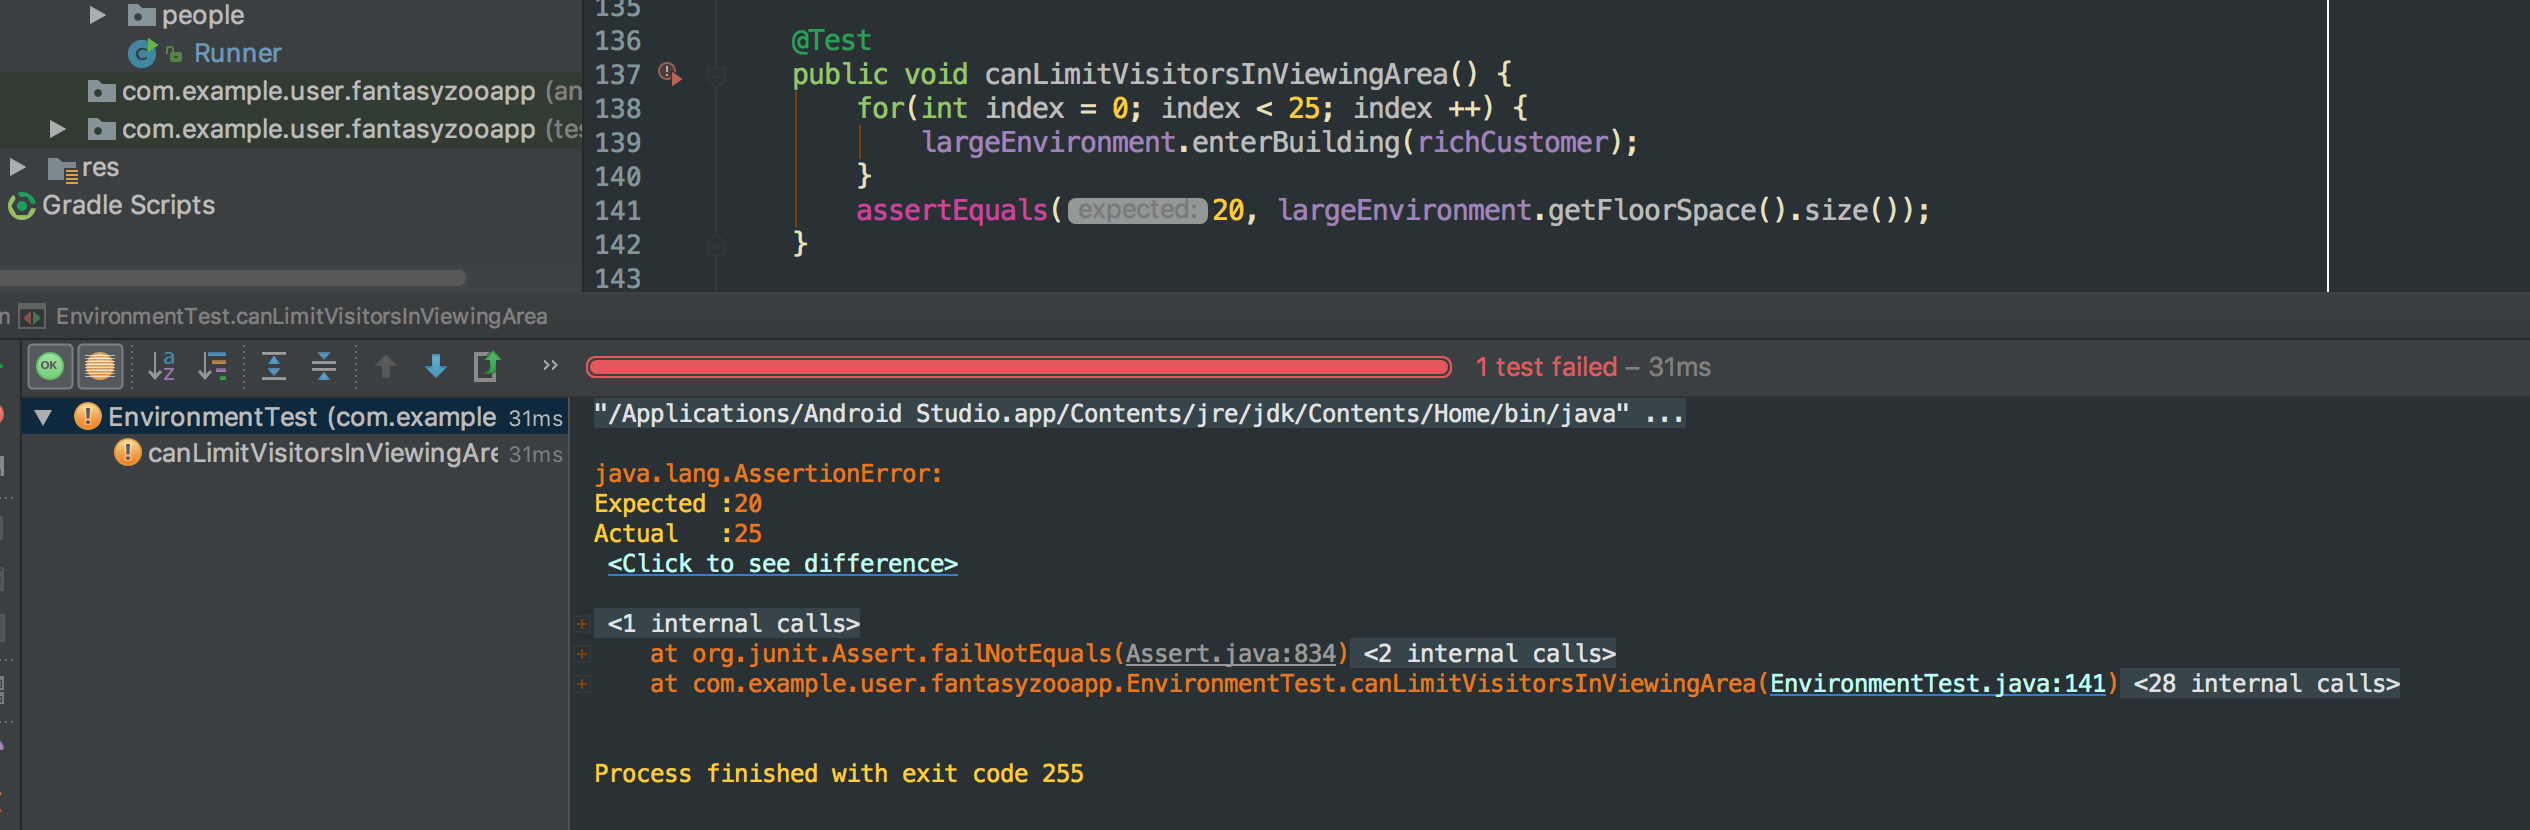 people
Runner
com.example.user.fantasyzooapp (an
com.example.user.fantasyzooapp (tes
res
Gradle Scripts
135
136 @Test
137 public void canLimitVisitorsInViewingArea() {
138 for(int index = 0; index < 25; index ++) {
139 largeEnvironment.enterBuilding(richCustomer);
140 }
141 assertEquals( expected: 20, largeEnvironment.getFloorSpace().size());
142 }
143
n EnvironmentTest.canLimitVisitorsInViewingArea
OK a z » 1 test failed – 31ms
EnvironmentTest (com.example 31ms
canLimitVisitorsInViewingAre 31ms
"/Applications/Android Studio.app/Contents/jre/jdk/Contents/Home/bin/java" ...
java.lang.AssertionError:
Expected :20
Actual :25
<Click to see difference>
<1 internal calls>
at org.junit.Assert.failNotEquals(Assert.java:834) <2 internal calls>
at com.example.user.fantasyzooapp.EnvironmentTest.canLimitVisitorsInViewingArea(EnvironmentTest.java:141) <28 internal calls>
Process finished with exit code 255